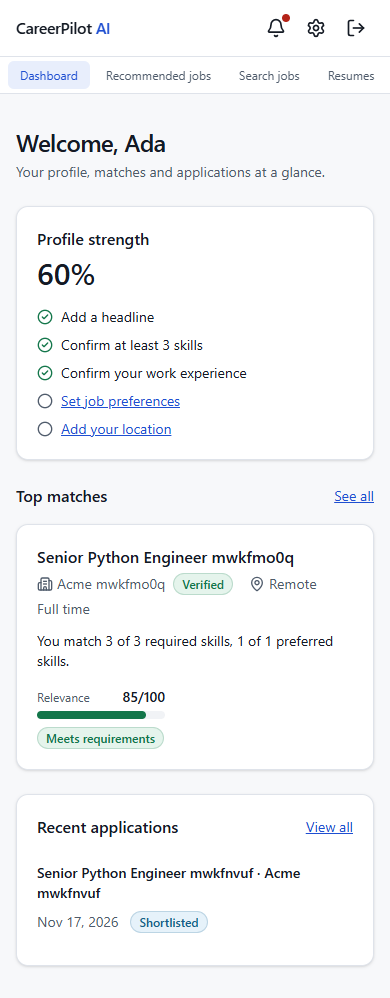 CareerPilot AI
Dashboard Recommended jobs Search jobs Resumes
Welcome, Ada
Your profile, matches and applications at a glance.
Profile strength
60%
Add a headline
Confirm at least 3 skills
Confirm your work experience
Set job preferences
Add your location
Top matches See all
Senior Python Engineer mwkfmo0q
Acme mwkfmo0q Verified Remote
Full time
You match 3 of 3 required skills, 1 of 1 preferred
skills.
Relevance 85/100
Meets requirements
Recent applications View all
Senior Python Engineer mwkfnvuf · Acme
mwkfnvuf
Nov 17, 2026 Shortlisted